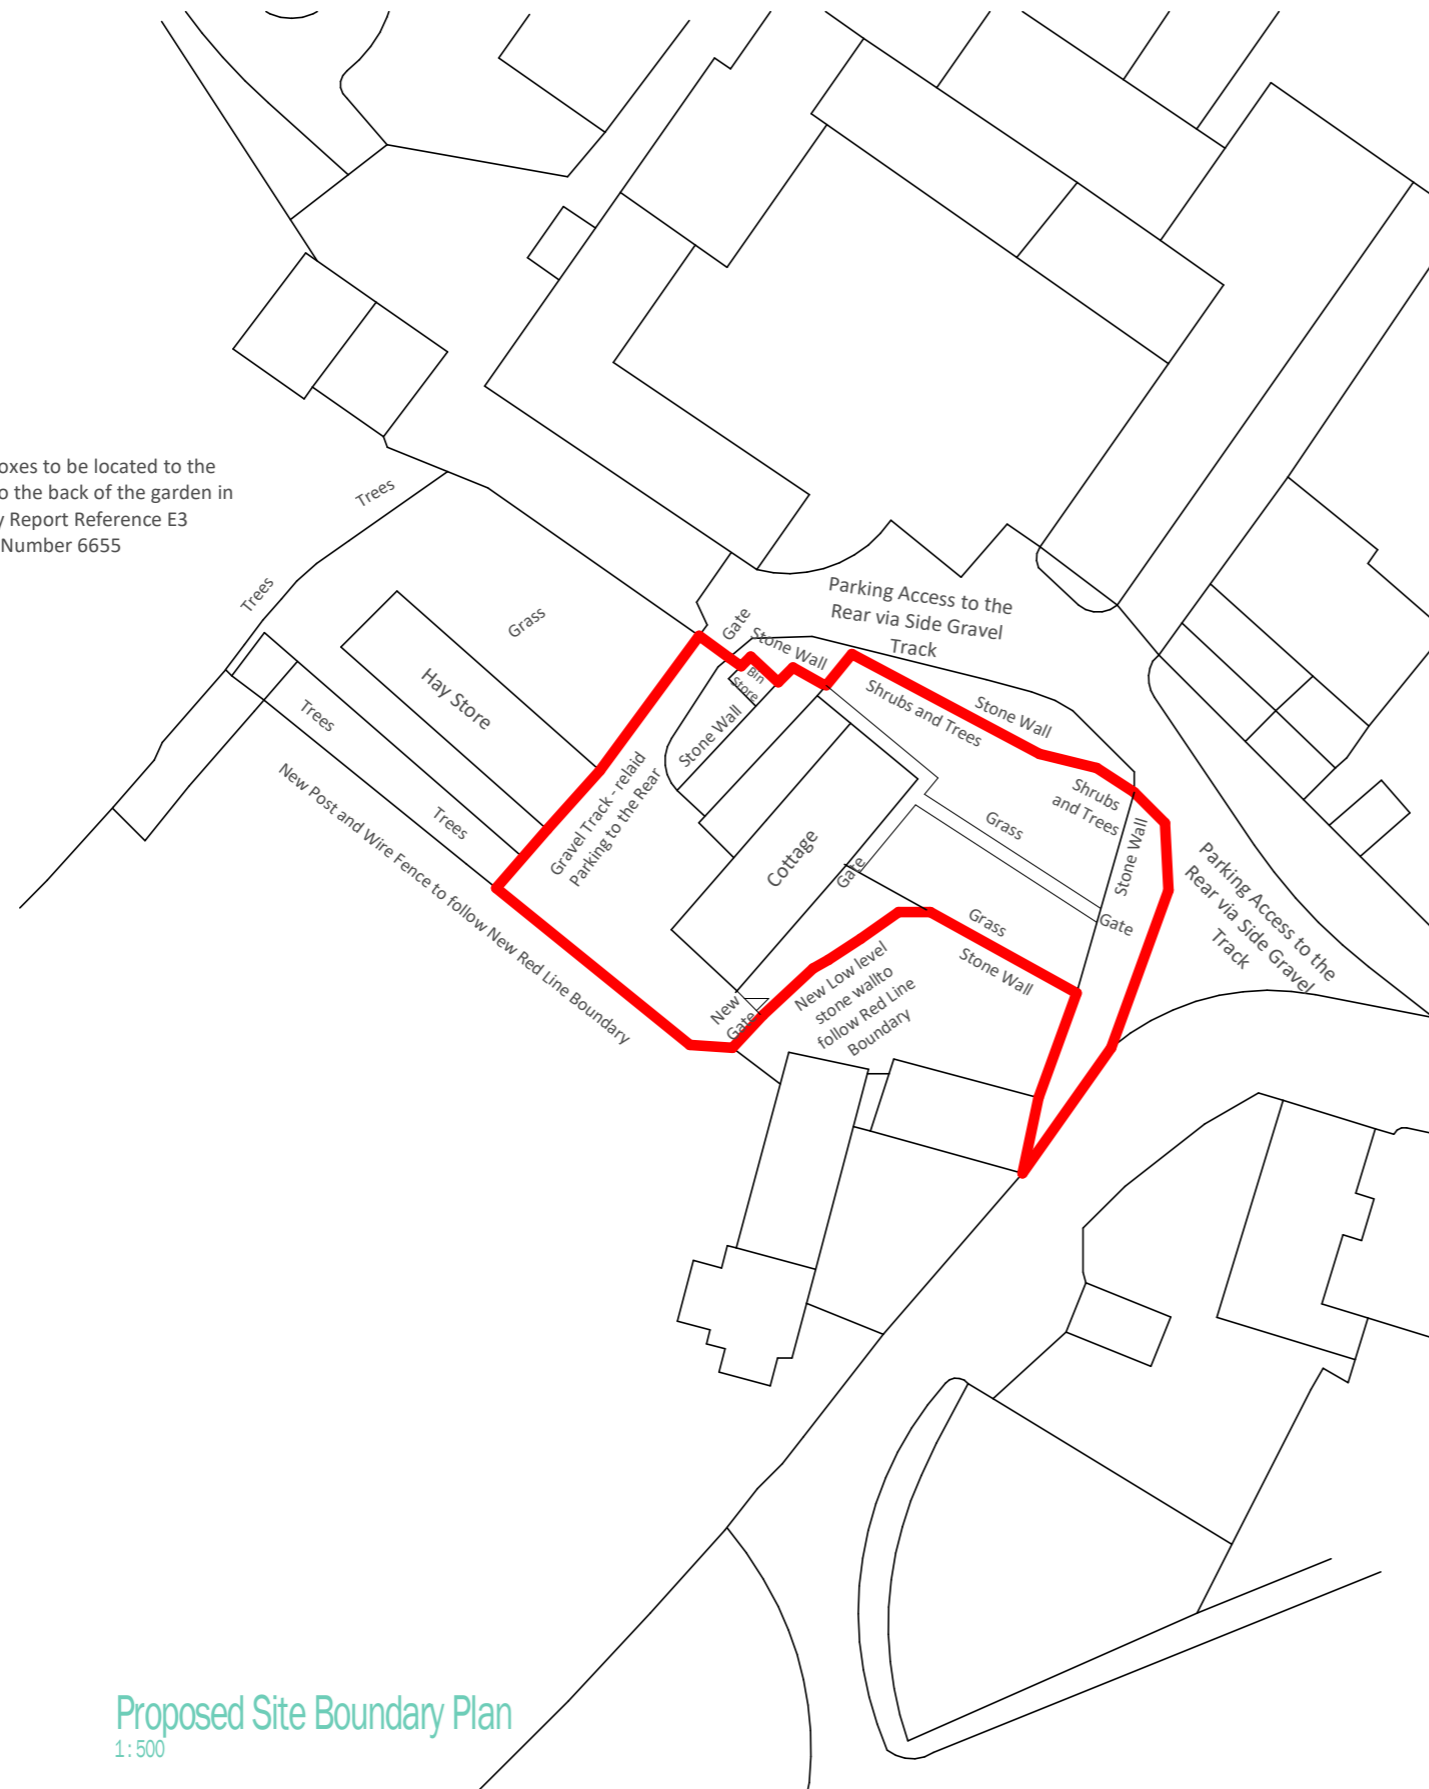 oxes to be located to the
o the back of the garden in
y Report Reference E3
Number 6655
Trees
Trees
Grass
Hay Store
Trees
Trees
New Post and Wire Fence to follow New Red Line Boundary
Gate
Stone Wall
Bin
Store
Stone Wall
Gravel Track - relaid
Parking to the Rear
Parking Access to the
Rear via Side Gravel
Track
Shrubs and Trees
Stone Wall
Shrubs
and Trees
Grass
Stone Wall
Cottage
Gate
Gate
Grass
Stone Wall
New Low level
stone wallto
follow Red Line
Boundary
New
Gate
Parking Access to the
Rear via Side Gravel
Track
Proposed Site Boundary Plan
1:500